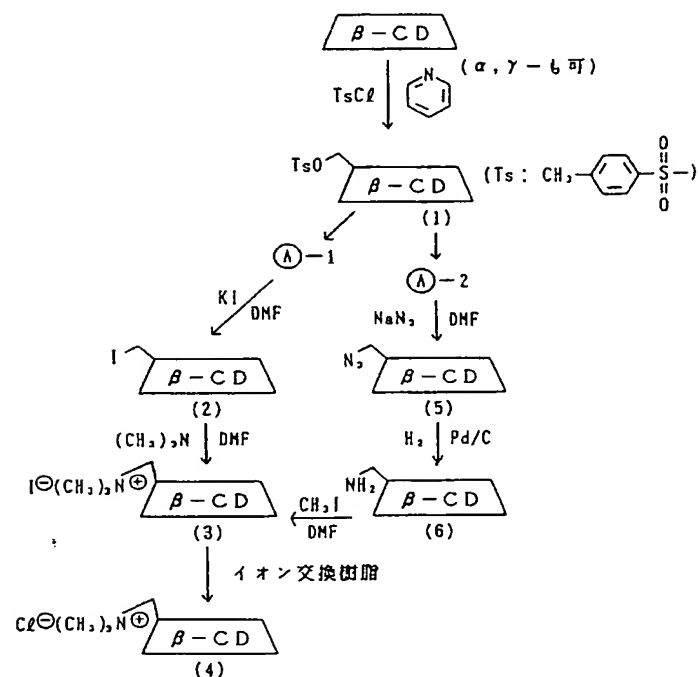 β-CD
(α,γ-も可)
TsCl
N
TsO
β-CD
(Ts: CH₃
S
O
O
)
(1)
Ⓐ-1
Ⓐ-2
KI
DMF
NaN₃
DMF
I
β-CD
(2)
N₃
β-CD
(5)
(CH₃)₃N
DMF
H₂
Pd/C
I⊖(CH₃)₃N⊕
β-CD
(3)
CH₃I
DMF
NH₂
β-CD
(6)
イオン交換樹脂
Cl⊖(CH₃)₃N⊕
β-CD
(4)